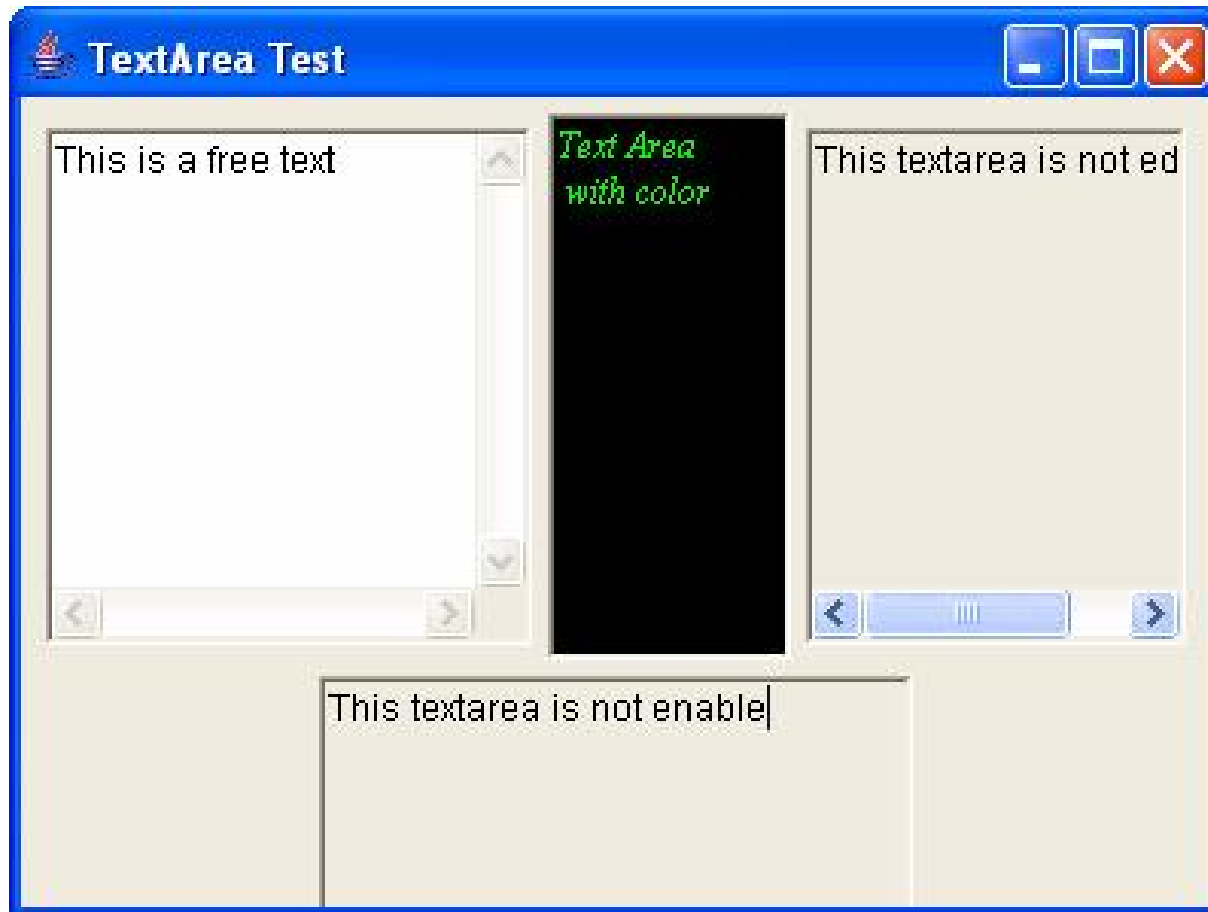 TextArea Test
This is a free text
Text Area
with color
This textarea is not ed
This textarea is not enable